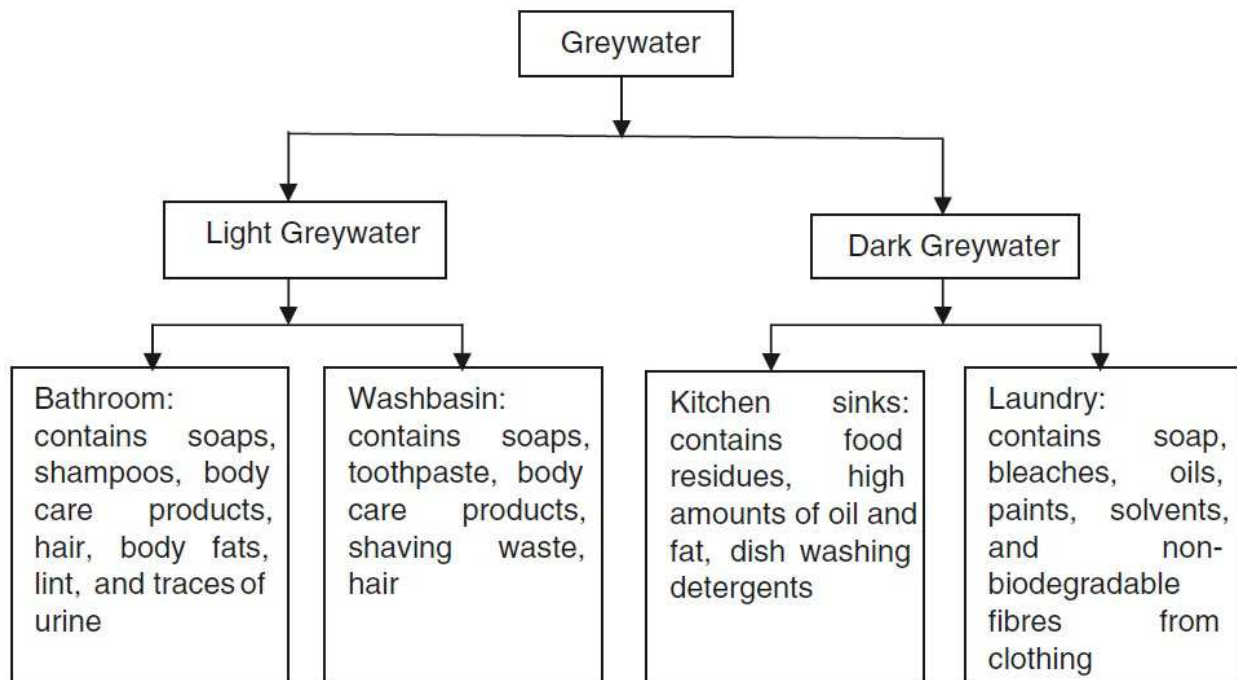 Greywater
Light Greywater
Dark Greywater
Bathroom:
contains soaps,
shampoos, body
care products,
hair, body fats,
lint, and traces of
urine
Washbasin:
contains soaps,
toothpaste, body
care products,
shaving waste,
hair
Kitchen sinks:
contains food
residues, high
amounts of oil and
fat, dish washing
detergents
Laundry:
contains soap,
bleaches, oils,
paints, solvents,
and non-
biodegradable
fibres from
clothing